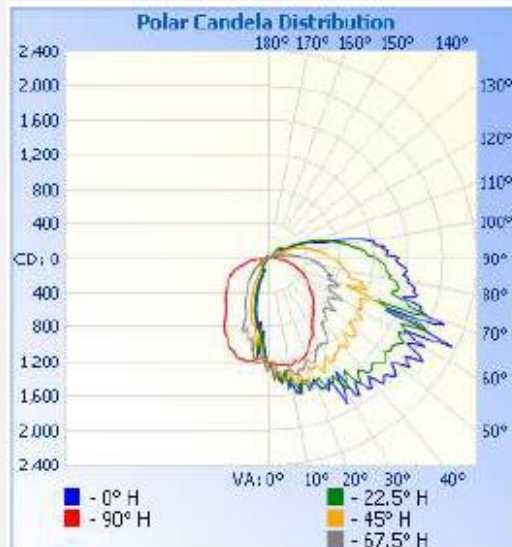 Polar Candela Distribution
180° 170° 160° 150° 140°
2,400
2,000
1,600
1,200
800
400
CD: 0
400
800
1,200
1,600
2,000
2,400
130°
120°
110°
100°
90°
80°
70°
60°
50°
VA: 0° 10° 20° 30° 40°
- 0° H
- 22.5° H
- 90° H
- 45° H
- 67.5° H